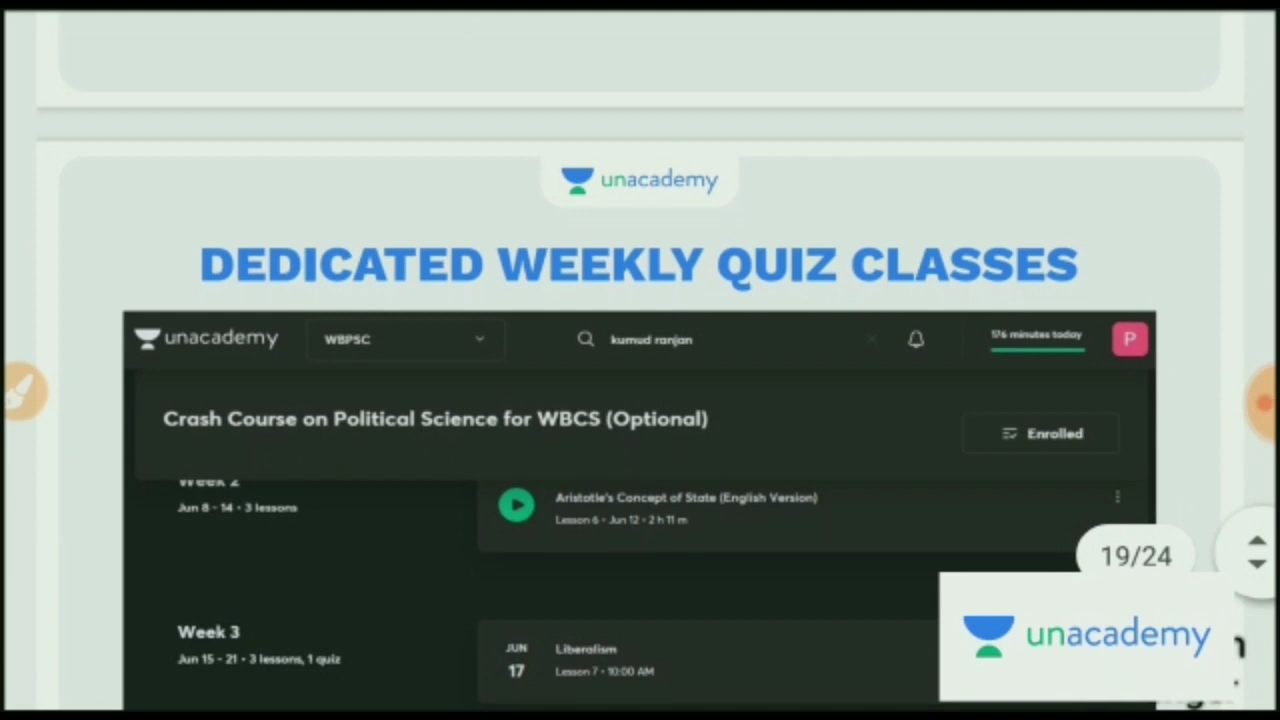 unacademy
DEDICATED WEEKLY QUIZ CLASSES
unacademy
WBPSC
kumud ranjan
176 minutes today
P
Crash Course on Political Science for WBCS (Optional)
Enrolled
Week 2
Jun 8 - 14 • 3 lessons
Aristotle's Concept of State (English Version)
Lesson 6 • Jun 12 • 2 h 11 m
19/24
Week 3
Jun 15 - 21 • 3 lessons, 1 quiz
JUN
17
Liberalism
Lesson 7 • 10:00 AM
unacademy